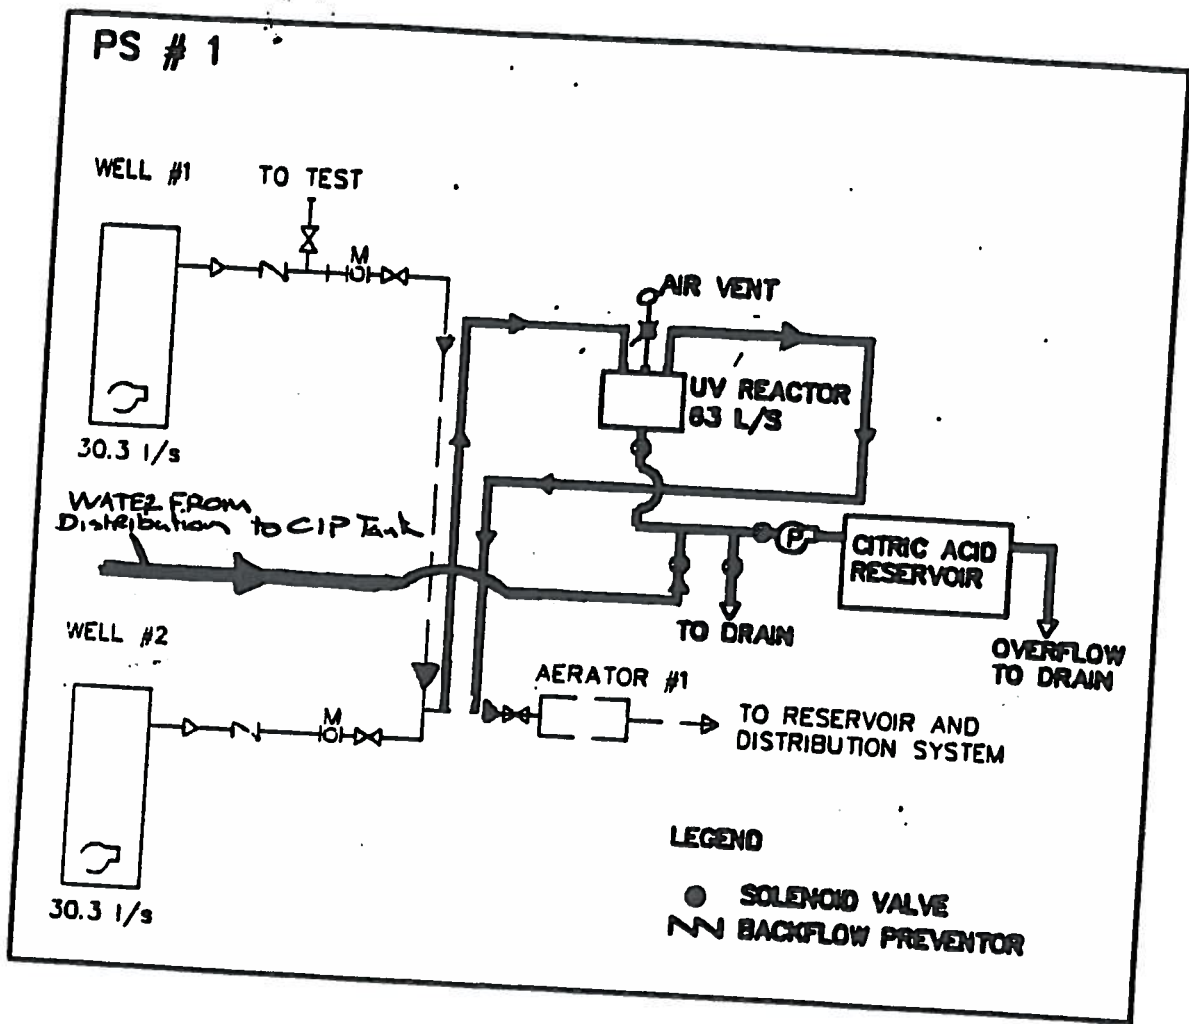 PS # 1
WELL #1
TO TEST
M
AIR VENT
UV REACTOR
63 L/S
30.3 l/s
WATER FROM
Distribution to CIP Tank
P
CITRIC ACID
RESERVOIR
TO DRAIN
OVERFLOW
TO DRAIN
WELL #2
M
AERATOR #1
TO RESERVOIR AND
DISTRIBUTION SYSTEM
30.3 l/s
LEGEND
SOLENOID VALVE
BACKFLOW PREVENTOR